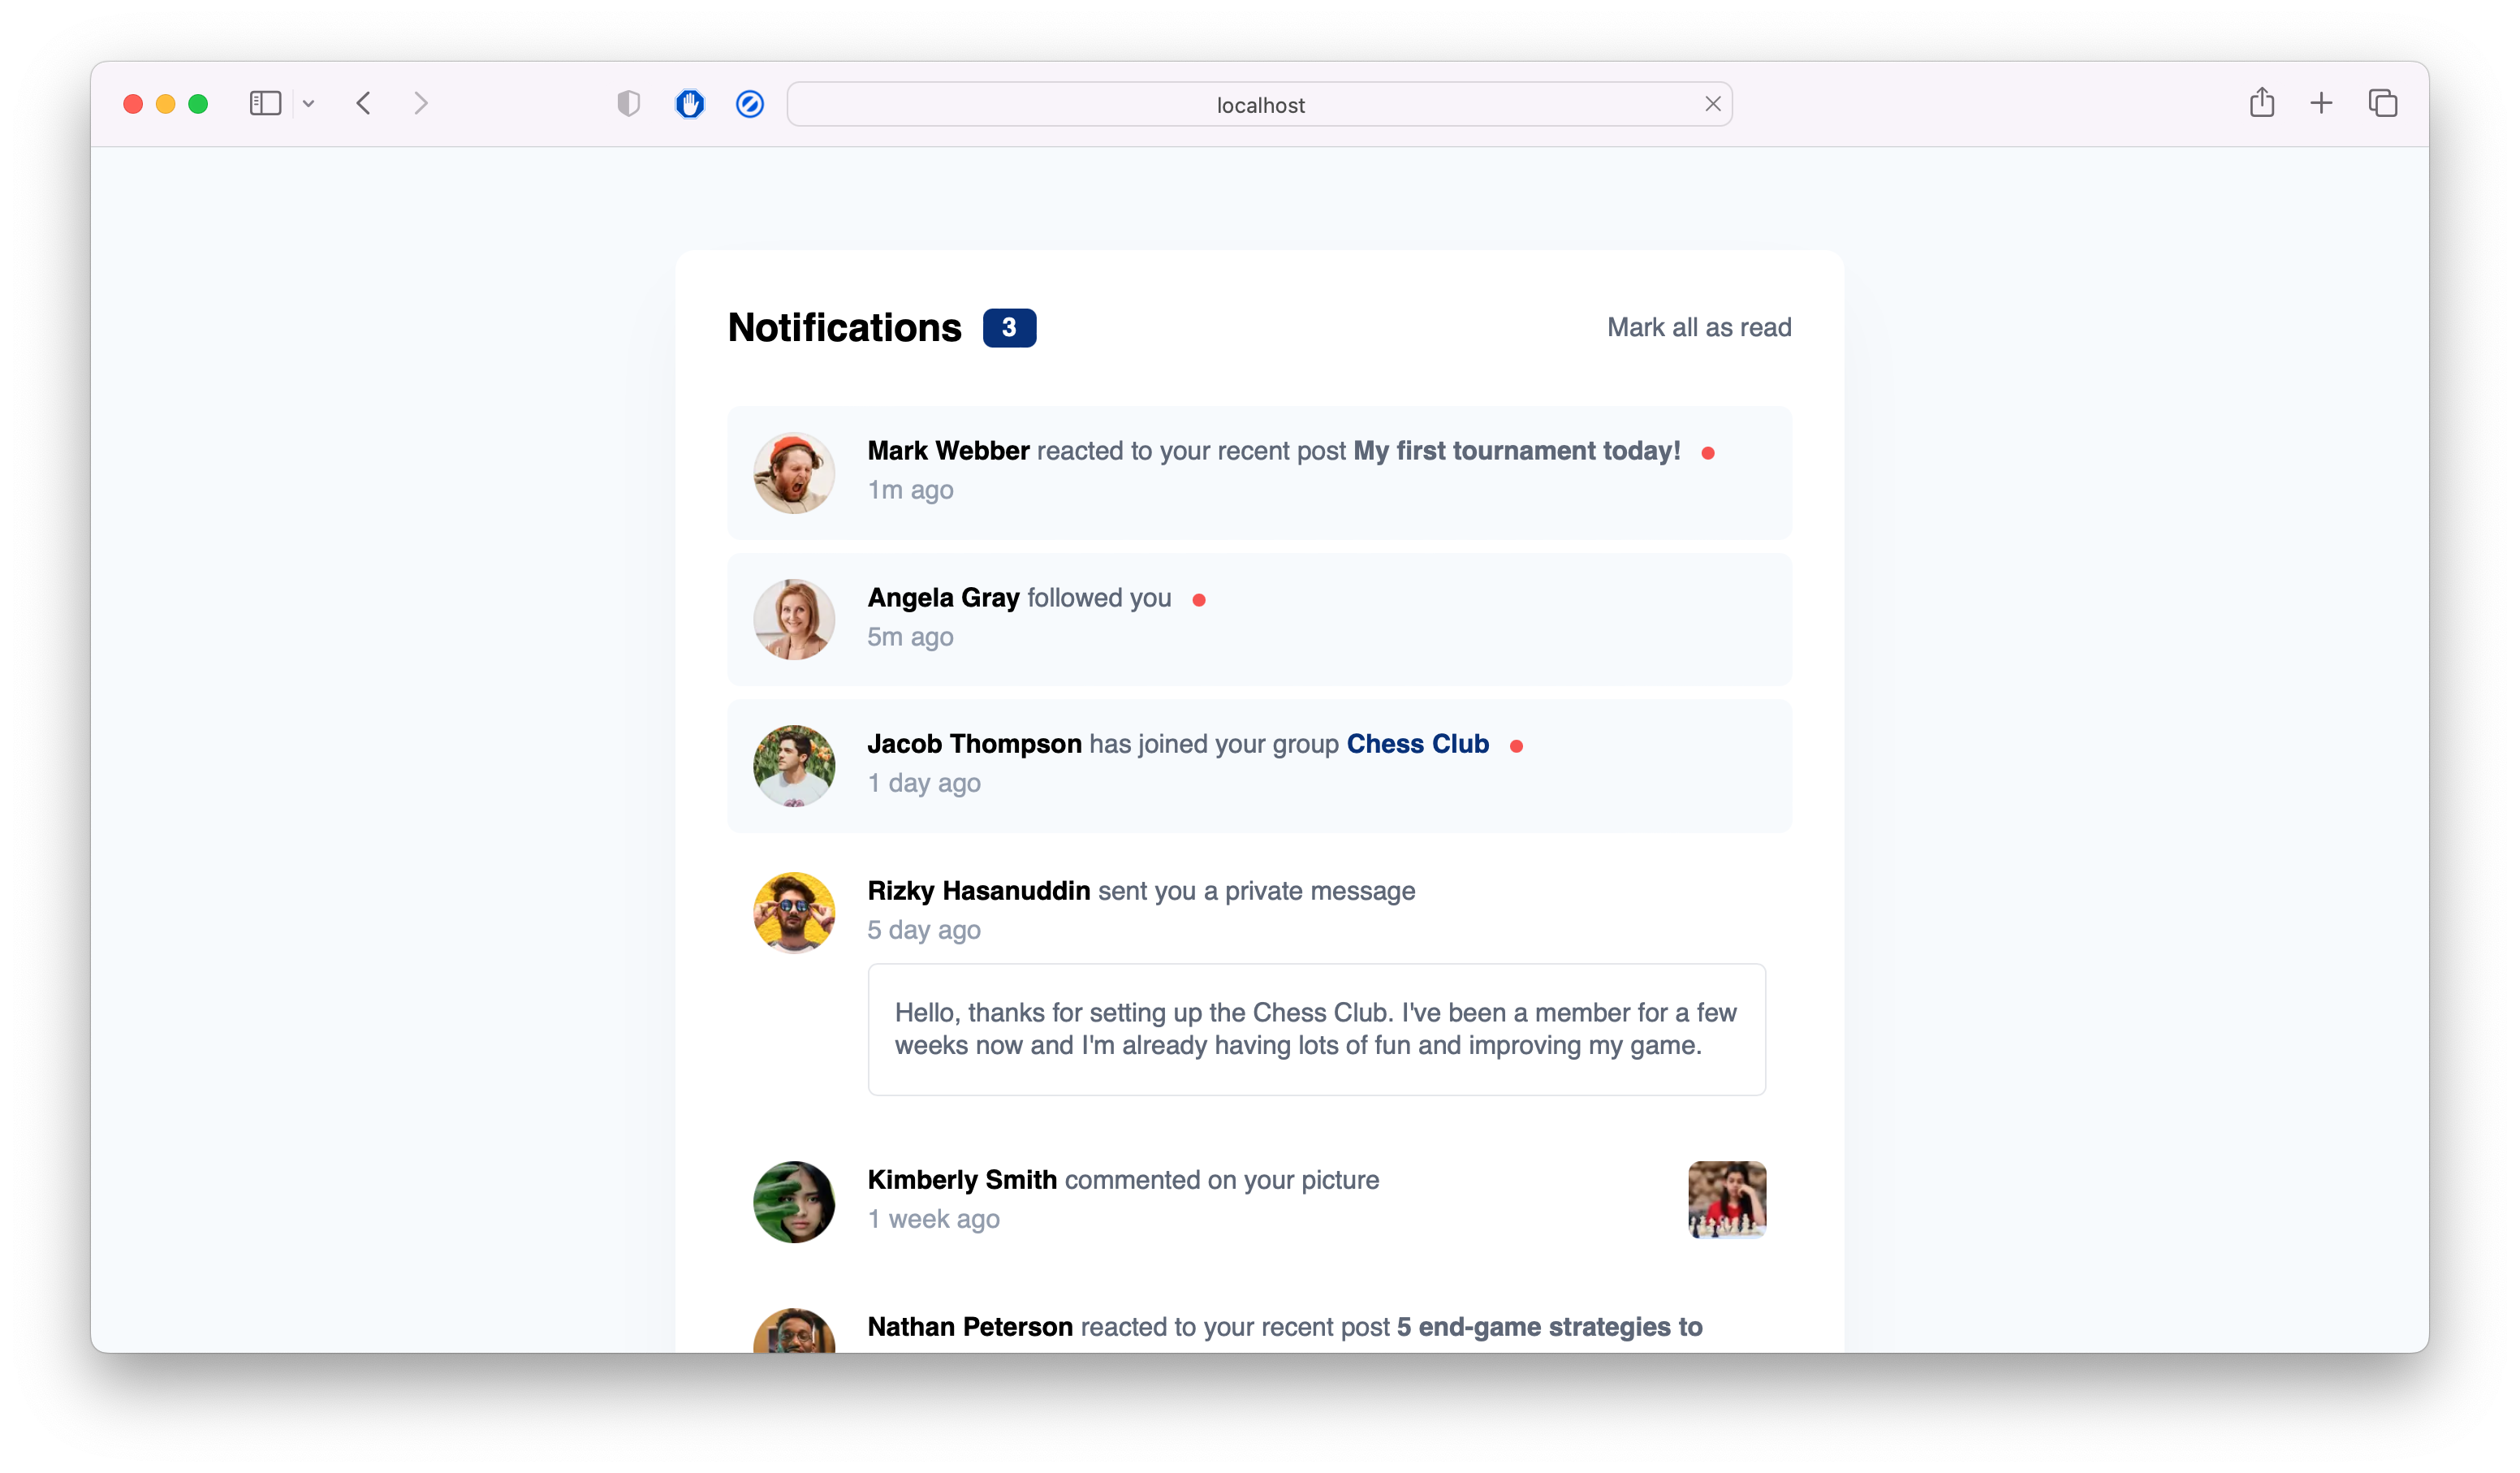 localhost
Notifications 3
Mark all as read
Mark Webber reacted to your recent post My first tournament today!
1m ago
Angela Gray followed you
5m ago
Jacob Thompson has joined your group Chess Club
1 day ago
Rizky Hasanuddin sent you a private message
5 day ago
Hello, thanks for setting up the Chess Club. I've been a member for a few
weeks now and I'm already having lots of fun and improving my game.
Kimberly Smith commented on your picture
1 week ago
Nathan Peterson reacted to your recent post 5 end-game strategies to